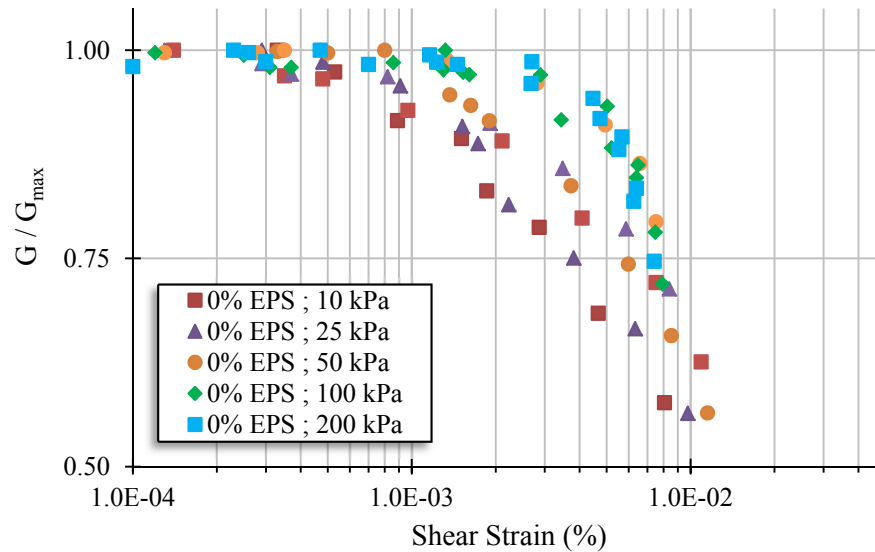 1.00
0.75
0.50
G / Gmax
0% EPS ; 10 kPa
0% EPS ; 25 kPa
0% EPS ; 50 kPa
0% EPS ; 100 kPa
0% EPS ; 200 kPa
1.0E-04 1.0E-03 1.0E-02
Shear Strain (%)